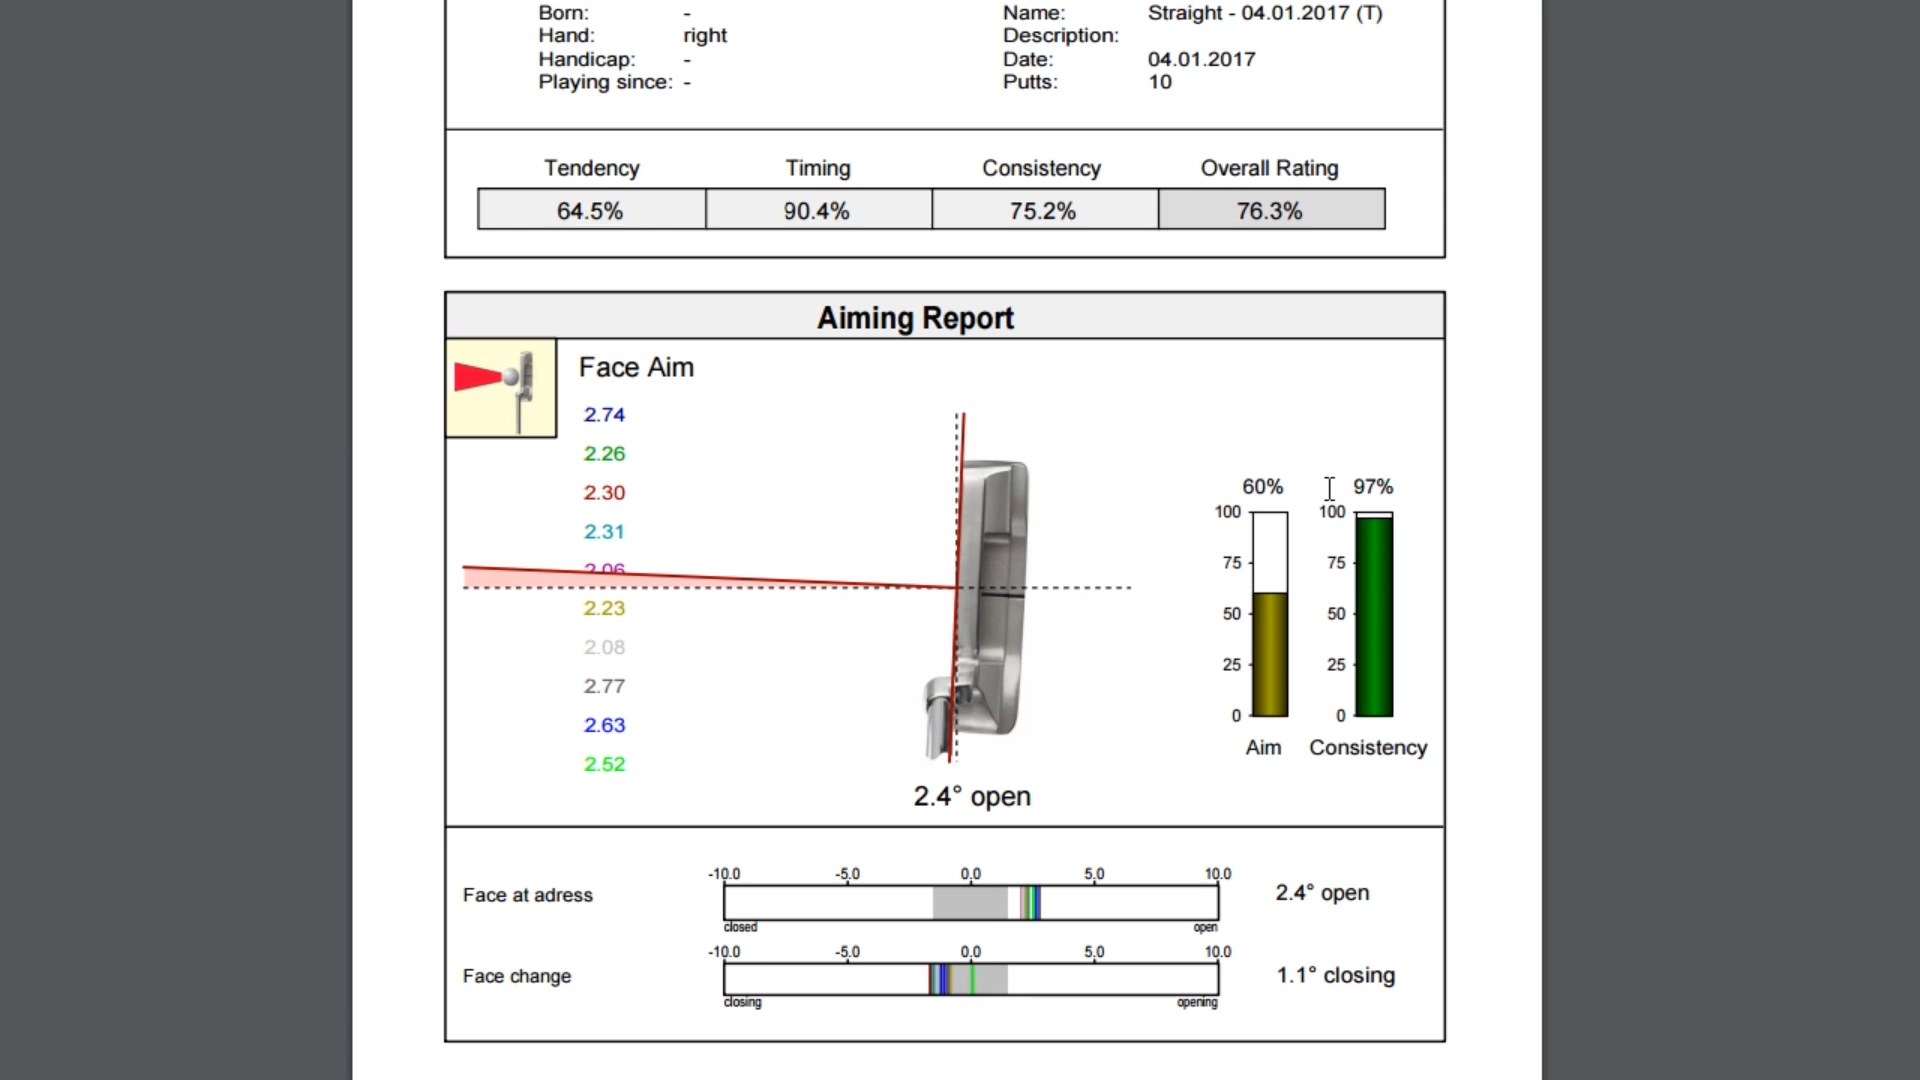 Born: -
Name: Straight - 04.01.2017 (T)
Hand: right
Description:
Handicap: -
Date: 04.01.2017
Playing since: -
Putts: 10
Tendency Timing Consistency Overall Rating
64.5% 90.4% 75.2% 76.3%
Aiming Report
Face Aim
2.74
2.26
2.30
2.31
2.06
2.23
2.08
2.77
2.63
2.52
2.4° open
60% 97%
100 100
75 75
50 50
25 25
0 0
Aim Consistency
Face at adress
-10.0 -5.0 0.0 5.0 10.0
closed open
2.4° open
Face change
-10.0 -5.0 0.0 5.0 10.0
closing opening
1.1° closing